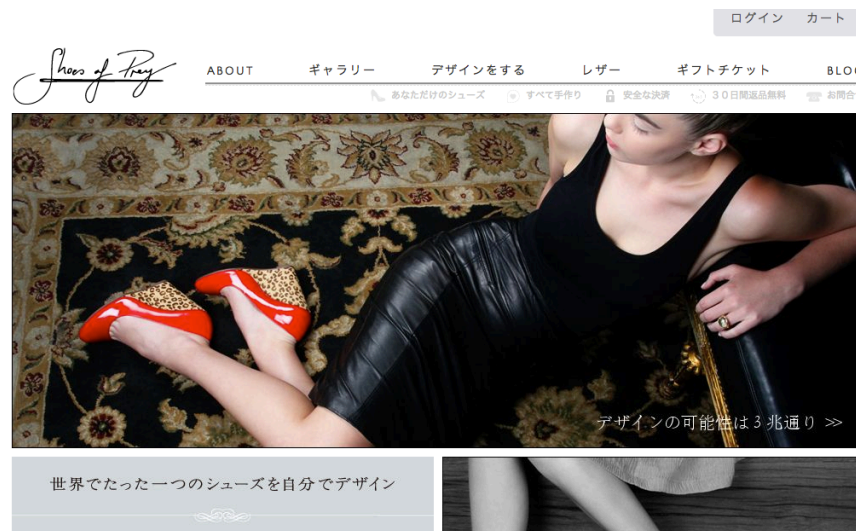 ログイン カート
Shoes of Prey
ABOUT ギャラリー デザインをする レザー ギフトチケット BLO
あなただけのシューズ すべて手作り 安全な決済 30日間返品無料 お問合
デザインの可能性は3兆通り >>
世界でたった一つのシューズを自分でデザイン